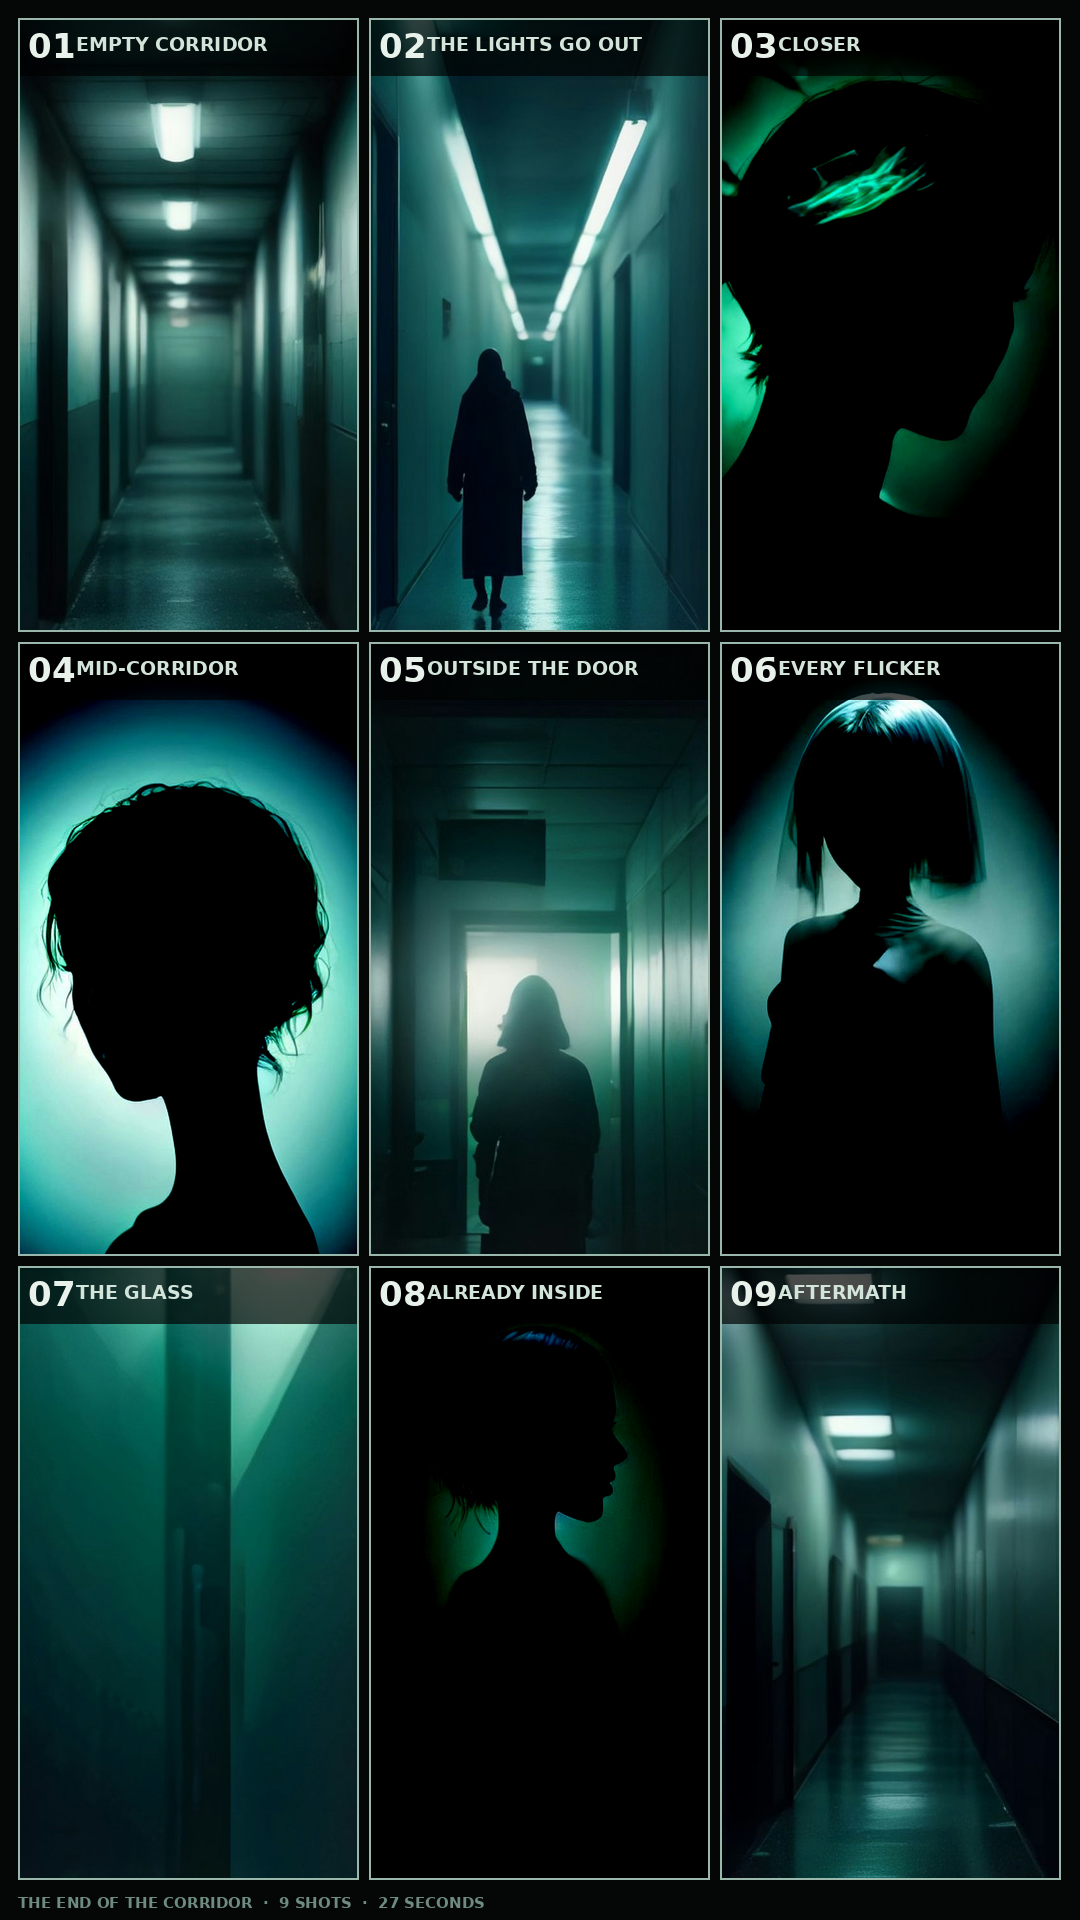 01 EMPTY CORRIDOR
02 THE LIGHTS GO OUT
03 CLOSER
04 MID-CORRIDOR
05 OUTSIDE THE DOOR
06 EVERY FLICKER
07 THE GLASS
08 ALREADY INSIDE
09 AFTERMATH
THE END OF THE CORRIDOR · 9 SHOTS · 27 SECONDS